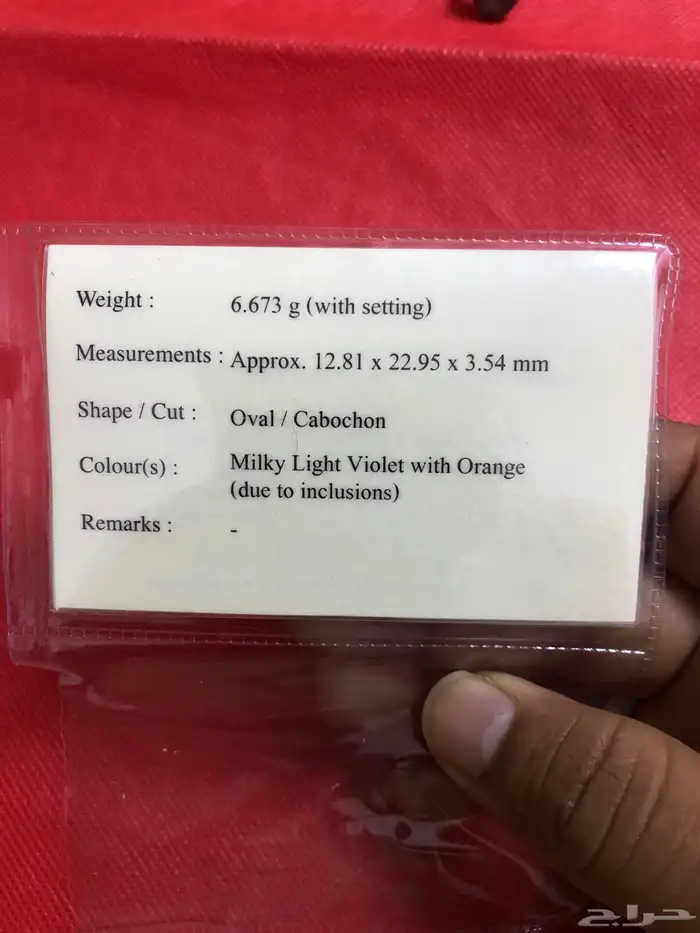 Weight : 6.673 g (with setting)
Measurements : Approx. 12.81 x 22.95 x 3.54 mm
Shape / Cut : Oval / Cabochon
Colour(s) : Milky Light Violet with Orange
(due to inclusions)
Remarks : -
حراج